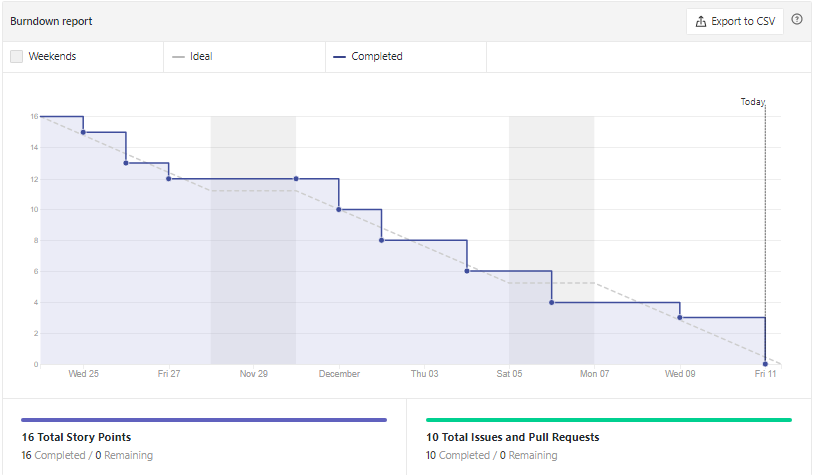 Burndown report
Export to CSV
Weekends
Ideal
Completed
Today
16
14
12
10
8
6
4
2
0
Wed 25 Fri 27 Nov 29 December Thu 03 Sat 05 Mon 07 Wed 09 Fri 11
16 Total Story Points
16 Completed / 0 Remaining
10 Total Issues and Pull Requests
10 Completed / 0 Remaining